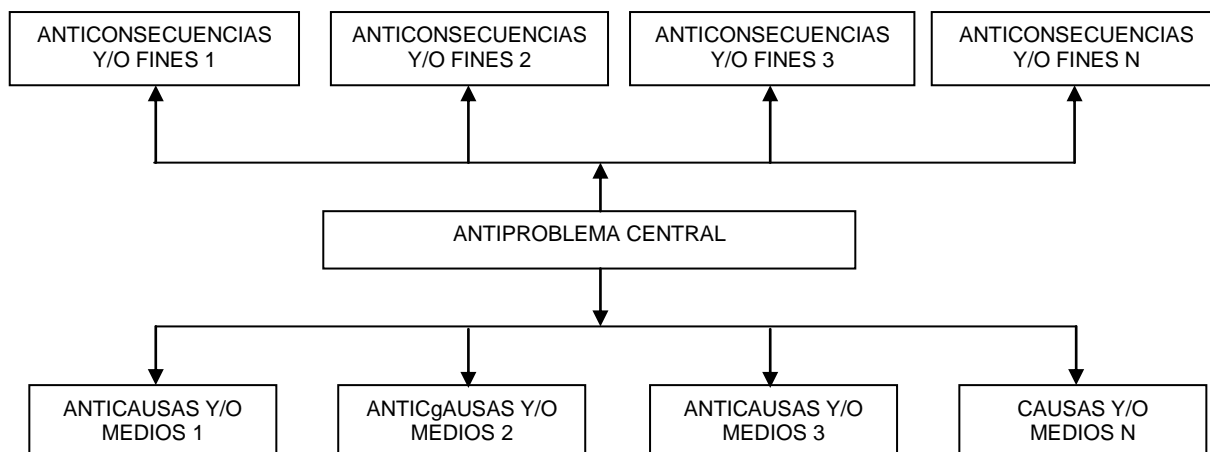 ANTICONSECUENCIAS
Y/O FINES 1
ANTICONSECUENCIAS
Y/O FINES 2
ANTICONSECUENCIAS
Y/O FINES 3
ANTICONSECUENCIAS
Y/O FINES N
ANTIPROBLEMA CENTRAL
ANTICAUSAS Y/O
MEDIOS 1
ANTICgAUSAS Y/O
MEDIOS 2
ANTICAUSAS Y/O
MEDIOS 3
CAUSAS Y/O
MEDIOS N